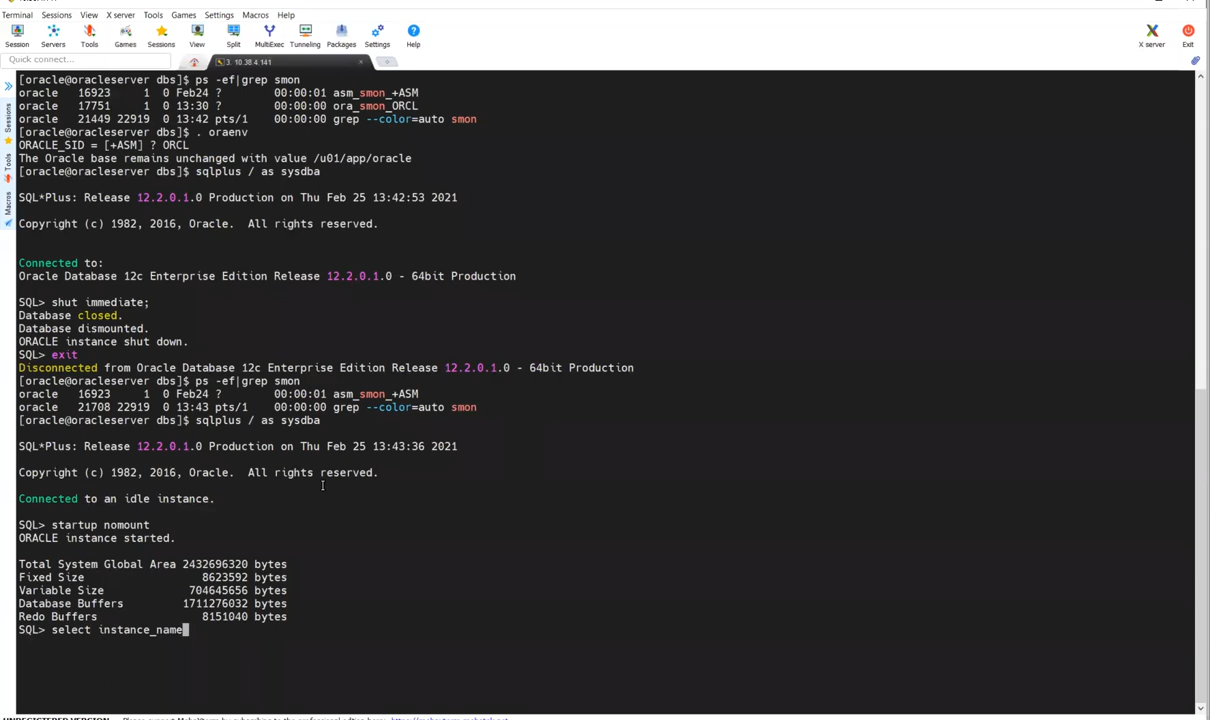 Terminal Sessions View X server Tools Games Settings Macros Help
Session Servers Tools Games Sessions View Split MultiExec Tunneling Packages Settings Help X server Exit
Quick connect...
3. 10.38.4.141
Sessions
Tools
Macros
[oracle@oracleserver dbs]$ ps -ef|grep smon
oracle 16923 1 0 Feb24 ? 00:00:01 asm_smon_+ASM
oracle 17751 1 0 13:30 ? 00:00:00 ora_smon_ORCL
oracle 21449 22919 0 13:42 pts/1 00:00:00 grep --color=auto smon
[oracle@oracleserver dbs]$ . oraenv
ORACLE_SID = [+ASM] ? ORCL
The Oracle base remains unchanged with value /u01/app/oracle
[oracle@oracleserver dbs]$ sqlplus / as sysdba
SQL*Plus: Release 12.2.0.1.0 Production on Thu Feb 25 13:42:53 2021
Copyright (c) 1982, 2016, Oracle. All rights reserved.
Connected to:
Oracle Database 12c Enterprise Edition Release 12.2.0.1.0 - 64bit Production
SQL> shut immediate;
Database closed.
Database dismounted.
ORACLE instance shut down.
SQL> exit
Disconnected from Oracle Database 12c Enterprise Edition Release 12.2.0.1.0 - 64bit Production
[oracle@oracleserver dbs]$ ps -ef|grep smon
oracle 16923 1 0 Feb24 ? 00:00:01 asm_smon_+ASM
oracle 21708 22919 0 13:43 pts/1 00:00:00 grep --color=auto smon
[oracle@oracleserver dbs]$ sqlplus / as sysdba
SQL*Plus: Release 12.2.0.1.0 Production on Thu Feb 25 13:43:36 2021
Copyright (c) 1982, 2016, Oracle. All rights reserved.
Connected to an idle instance.
SQL> startup nomount
ORACLE instance started.
Total System Global Area 2432696320 bytes
Fixed Size 8623592 bytes
Variable Size 704645656 bytes
Database Buffers 1711276032 bytes
Redo Buffers 8151040 bytes
SQL> select instance_name